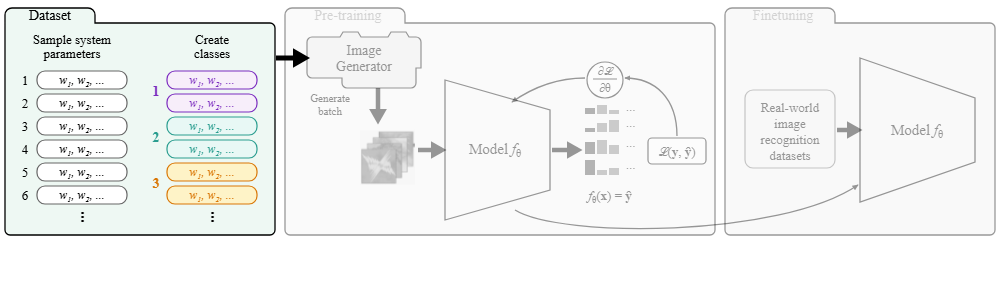 Dataset
Pre-training
Finetuning
Sample system
parameters
Create
classes
1 w1, w2, ...
2 w1, w2, ...
3 w1, w2, ...
4 w1, w2, ...
5 w1, w2, ...
6 w1, w2, ...
⋮
1
w1, w2, ...
w1, w2, ...
2
w1, w2, ...
w1, w2, ...
3
w1, w2, ...
w1, w2, ...
⋮
Image
Generator
Generate
batch
Model fθ
∂ℒ
∂θ
...
...
...
...
ℒ(y, ŷ)
fθ(x) = ŷ
Real-world
image
recognition
datasets
Model fθ